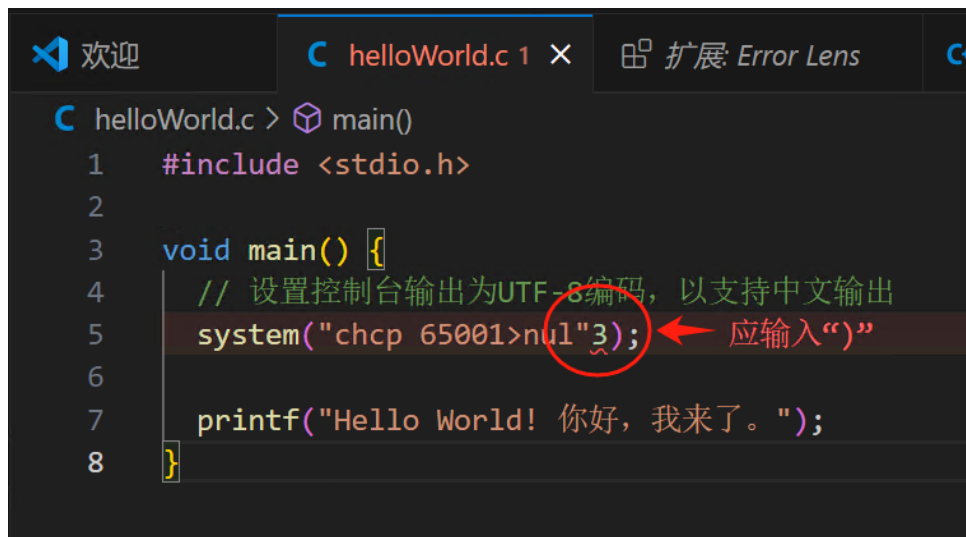 欢迎
C helloWorld.c 1 ×
扩展: Error Lens
C
C helloWorld.c > main()
1 #include <stdio.h>
2
3 void main() {
4 // 设置控制台输出为UTF-8编码，以支持中文输出
5 system("chcp 65001>nul"3); 应输入“)”
6
7 printf("Hello World! 你好，我来了。");
8 }